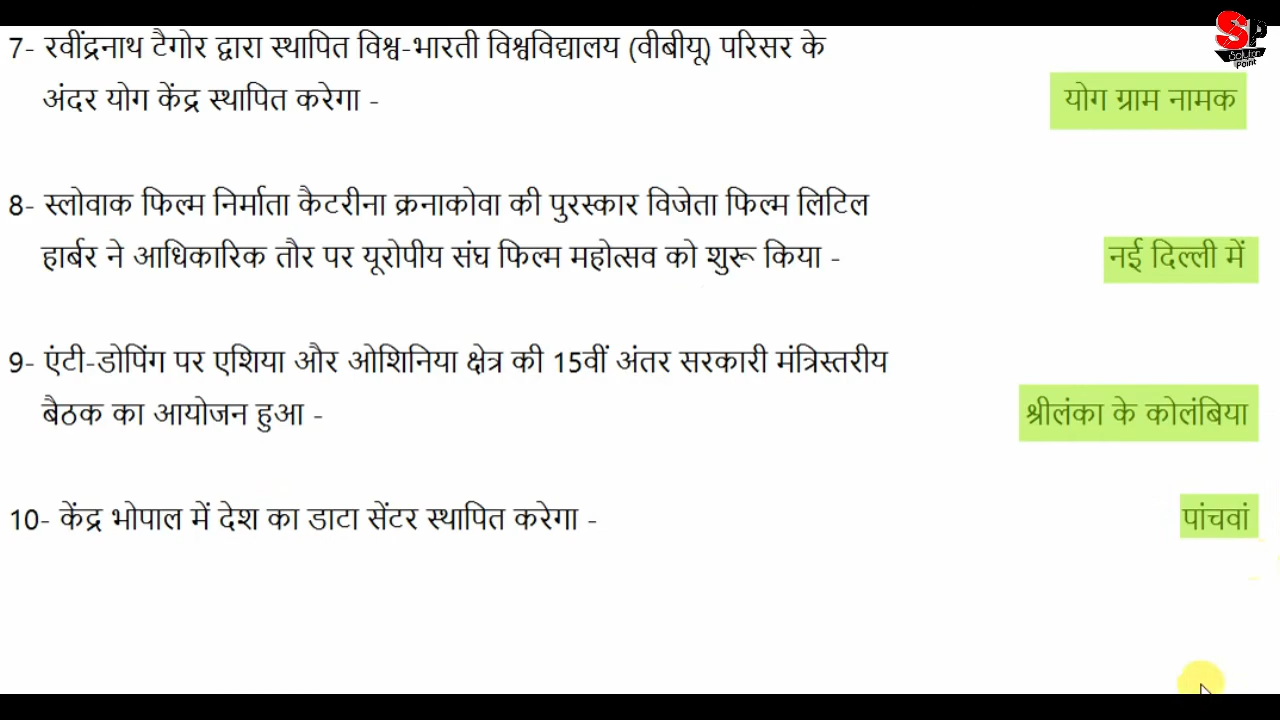 SP
Solution
Point
7- रवींद्रनाथ टैगोर द्वारा स्थापित विश्व-भारती विश्वविद्यालय (वीबीयू) परिसर के
अंदर योग केंद्र स्थापित करेगा - योग ग्राम नामक
8- स्लोवाक फिल्म निर्माता कैटरीना क्रनाकोवा की पुरस्कार विजेता फिल्म लिटिल
हार्बर ने आधिकारिक तौर पर यूरोपीय संघ फिल्म महोत्सव को शुरू किया - नई दिल्ली में
9- एंटी-डोपिंग पर एशिया और ओशिनिया क्षेत्र की 15वीं अंतर सरकारी मंत्रिस्तरीय
बैठक का आयोजन हुआ - श्रीलंका के कोलंबिया
10- केंद्र भोपाल में देश का डाटा सेंटर स्थापित करेगा - पांचवां